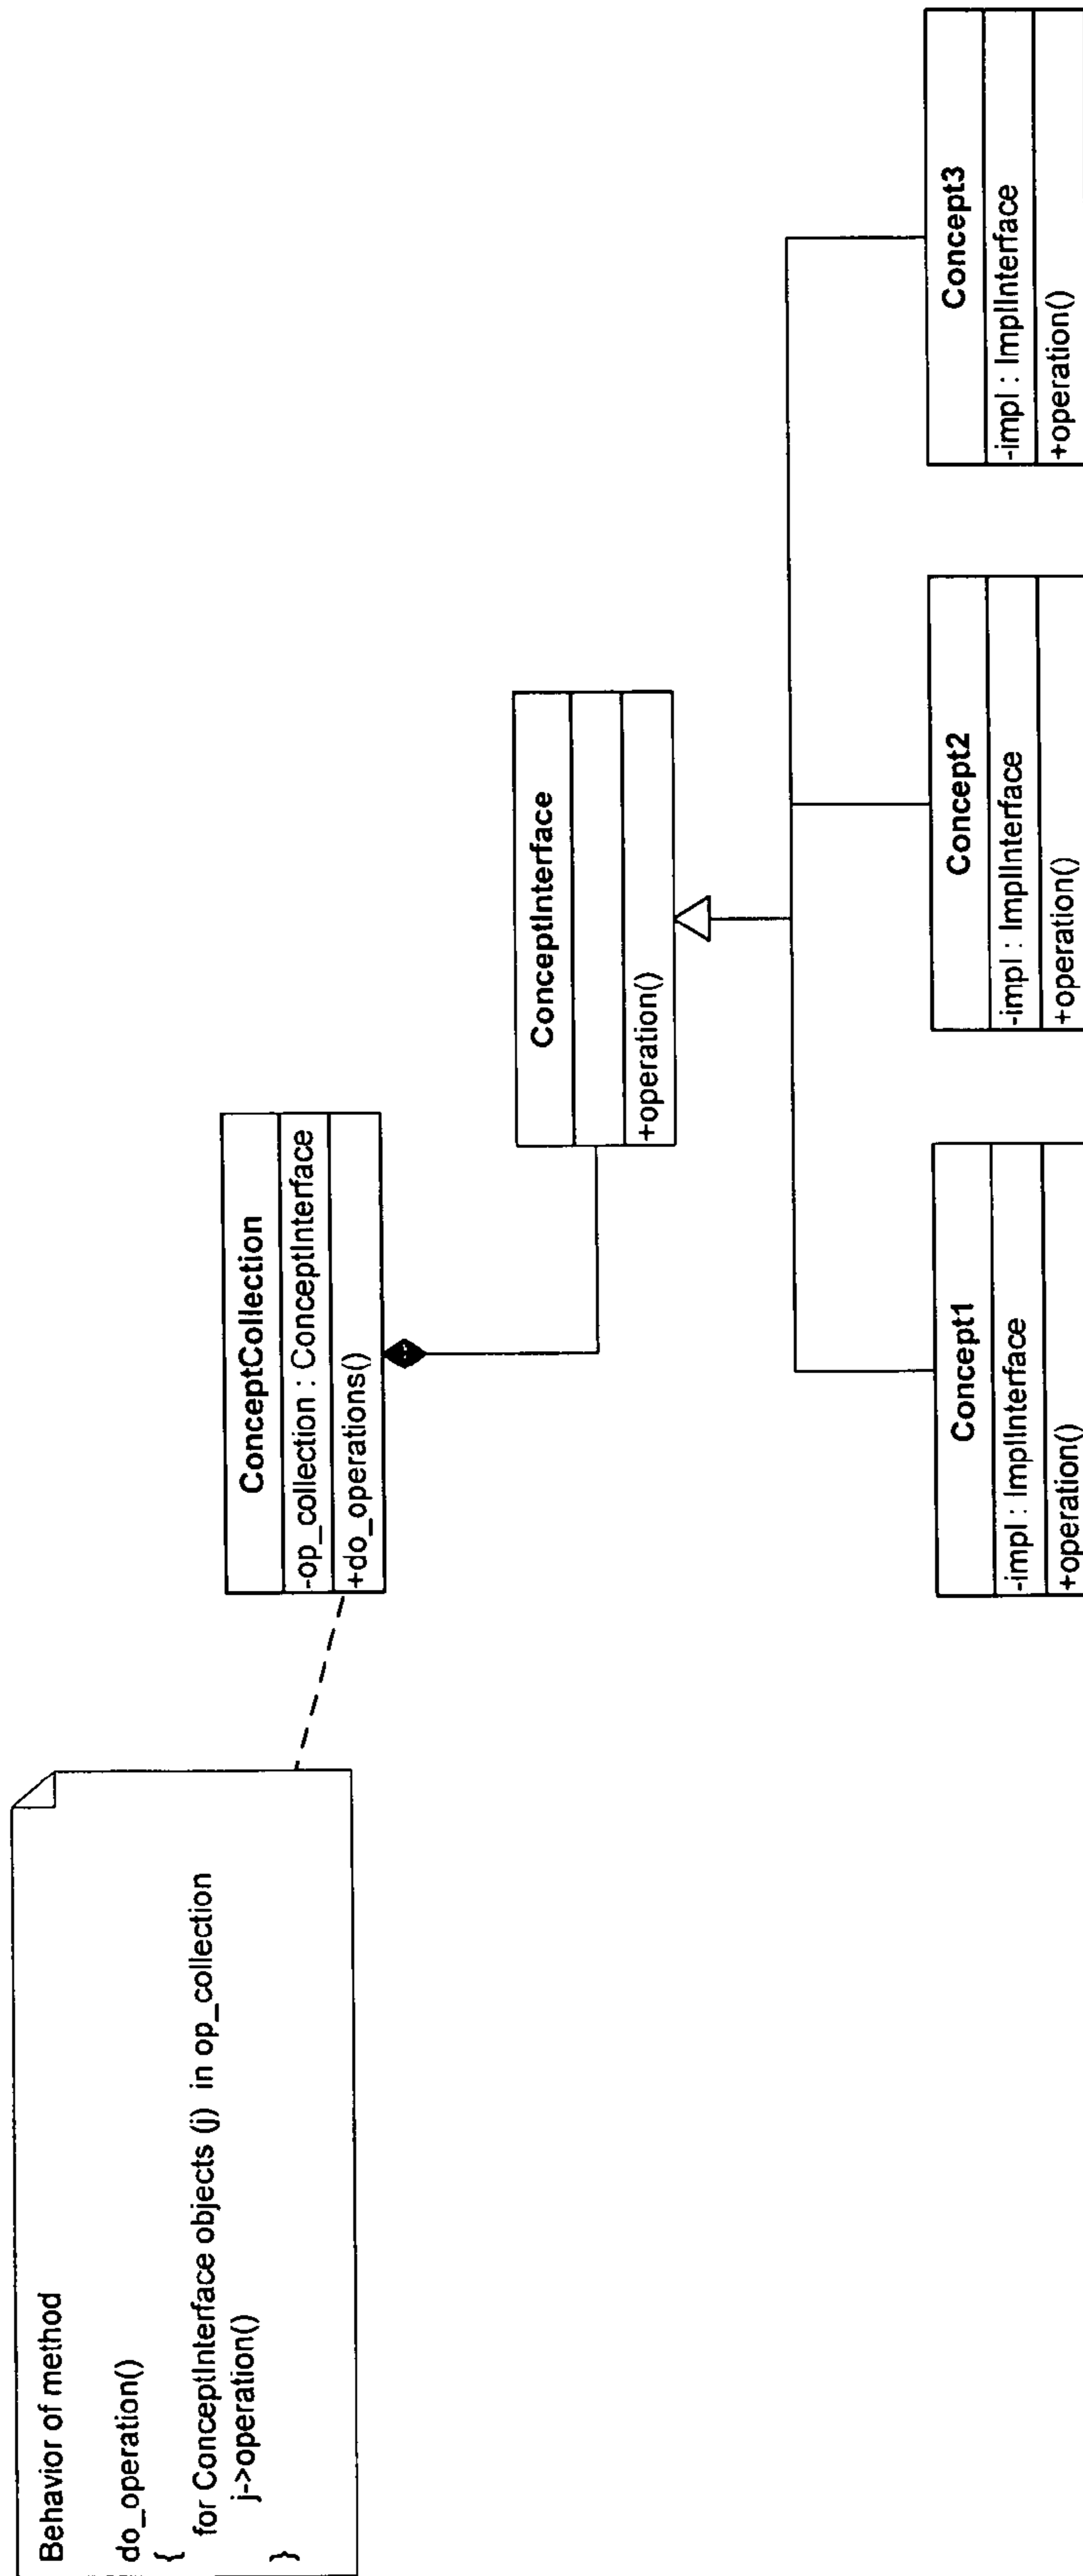 Behavior of method
do_operation()
{
for ConceptInterface objects (j) in op_collection
j->operation()
}
ConceptCollection
-op_collection : ConceptInterface
+do_operations()
ConceptInterface
+operation()
Concept1
-impl : ImplInterface
+operation()
Concept2
-impl : ImplInterface
+operation()
Concept3
-impl : ImplInterface
+operation()